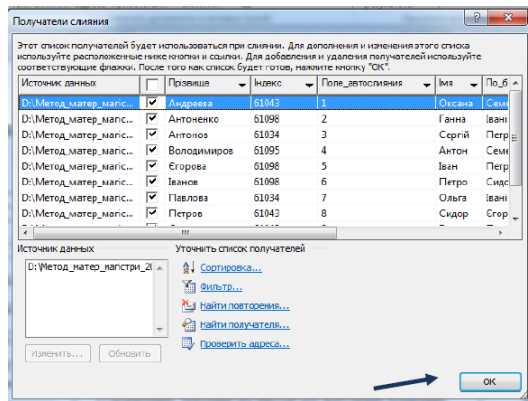 Получатели слияния
Этот список получателей будет использоваться при слиянии. Для дополнения и изменения этого списка
используйте расположенные ниже кнопки и ссылки. Для добавления и удаления получателей используйте
соответствующие флажки. После того как список будет готов, нажмите кнопку "ОК".
Источник данных Прізвище Індекс Поле_автослияния Імя По_б
D:\Метод_матер_магіс... Андреева 61043 1 Оксана Семе
D:\Метод_матер_магіс... Антоненко 61098 2 Ганна Івані
D:\Метод_матер_магіс... Антонов 61034 3 Сергій Петр
D:\Метод_матер_магіс... Володимиров 61095 4 Антон Семе
D:\Метод_матер_магіс... Єгорова 61098 5 Іван Петр
D:\Метод_матер_магіс... Іванов 61098 6 Петро Сидо
D:\Метод_матер_магіс... Павлова 61034 7 Ольга Івані
D:\Метод_матер_магіс... Петров 61043 8 Сидор Єгор
Источник данных
D:\Метод_матер_магістри_20
Изменить... Обновить
Уточнить список получателей
Сортировка...
Фильтр...
Найти повторения...
Найти получателя...
Проверить адреса...
ОК